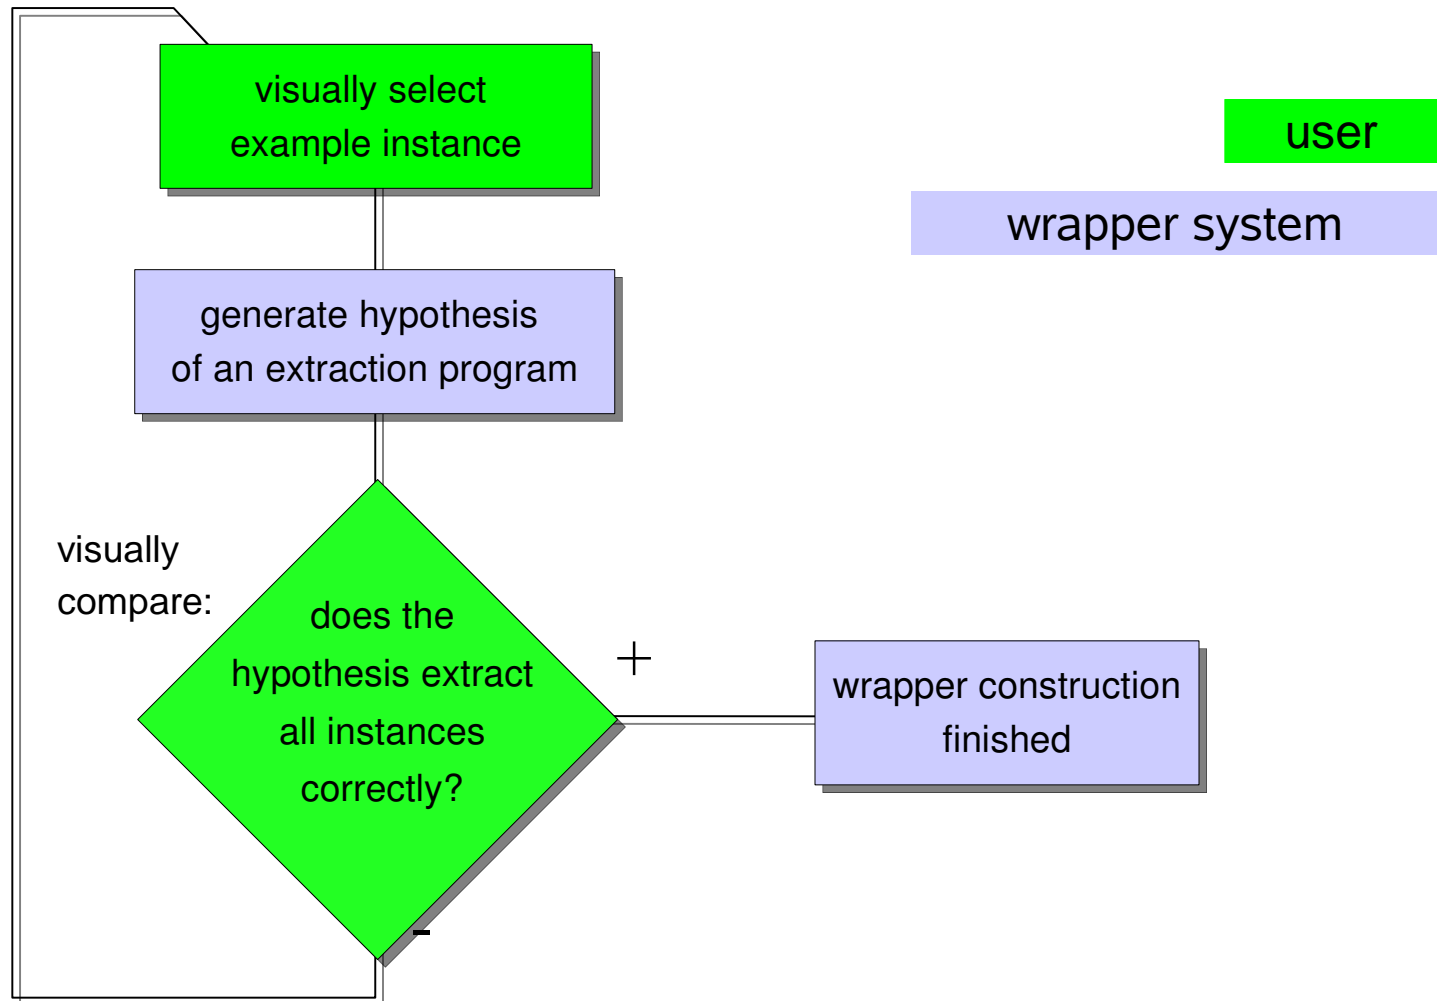 visually select
example instance
user
wrapper system
generate hypothesis
of an extraction program
visually
compare:
does the
hypothesis extract
all instances
correctly?
+
wrapper construction
finished
-